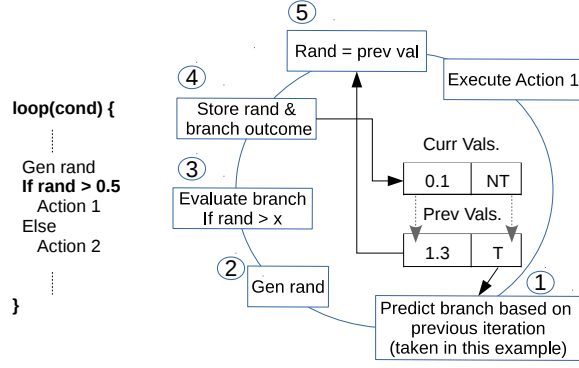 loop(cond) {
Gen rand
If rand > 0.5
Action 1
Else
Action 2
}
5
Rand = prev val
Execute Action 1
4
Store rand &
branch outcome
3
Evaluate branch
If rand > x
2
Gen rand
Curr Vals.
0.1 NT
Prev Vals.
1.3 T
1
Predict branch based on
previous iteration
(taken in this example)